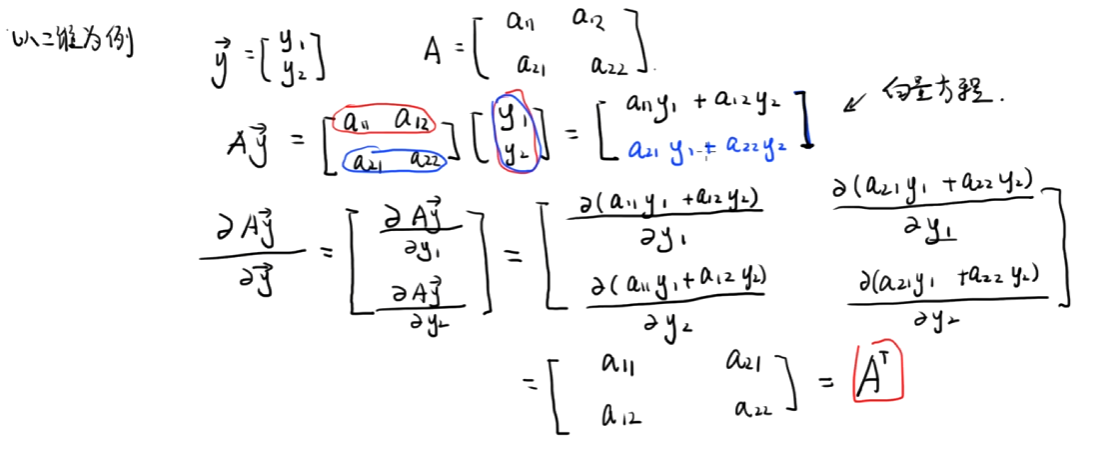 以二维为例 \vec{y} = \begin{bmatrix} y_1 \\ y_2 \end{bmatrix} A = \begin{bmatrix} a_{11} & a_{12} \\ a_{21} & a_{22} \end{bmatrix}.
A\vec{y} = \begin{bmatrix} a_{11} & a_{12} \\ a_{21} & a_{22} \end{bmatrix} \begin{bmatrix} y_1 \\ y_2 \end{bmatrix} = \begin{bmatrix} a_{11} y_1 + a_{12} y_2 \\ a_{21} y_1 + a_{22} y_2 \end{bmatrix} ↙ 向量方程.
\frac{\partial A\vec{y}}{\partial \vec{y}} = \begin{bmatrix} \frac{\partial A\vec{y}}{\partial y_1} \\ \frac{\partial A\vec{y}}{\partial y_2} \end{bmatrix} = \begin{bmatrix} \frac{\partial (a_{11} y_1 + a_{12} y_2)}{\partial y_1} & \frac{\partial (a_{21} y_1 + a_{22} y_2)}{\partial y_1} \\ \frac{\partial (a_{11} y_1 + a_{12} y_2)}{\partial y_2} & \frac{\partial (a_{21} y_1 + a_{22} y_2)}{\partial y_2} \end{bmatrix}
= \begin{bmatrix} a_{11} & a_{21} \\ a_{12} & a_{22} \end{bmatrix} = A^T